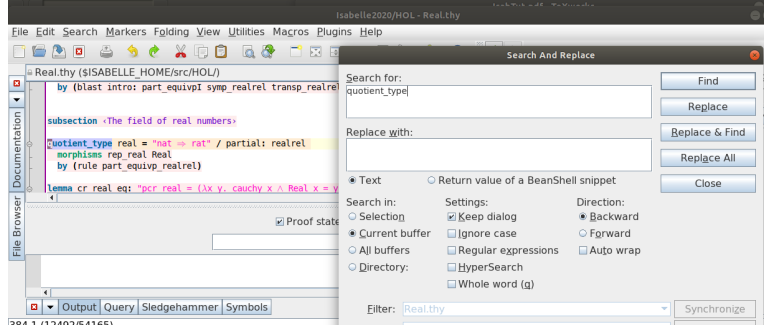 Isabelle2020/HOL - Real.thy
File Edit Search Markers Folding View Utilities Macros Plugins Help
Search And Replace
Real.thy ($ISABELLE_HOME/src/HOL/)
by (blast intro: part_equivpI symp_realrel transp_realrel
subsection ‹The field of real numbers›
quotient_type real = "nat ⇒ rat" / partial: realrel
morphisms rep_real Real
by (rule part_equivp_realrel)
lemma cr_real_eq: "pcr_real = (λx y. cauchy x ∧ Real x = y
Documentation
File Browser
Proof state
Output Query Sledgehammer Symbols
384,1 (12492/54165)
Search for:
quotient_type
Replace with:
Text Return value of a BeanShell snippet
Search in: Settings: Direction:
Selection Keep dialog Backward
Current buffer Ignore case Forward
All buffers Regular expressions Auto wrap
Directory: HyperSearch
Whole word (q)
Filter: Real.thy Synchronize
Find
Replace
Replace & Find
Replace All
Close